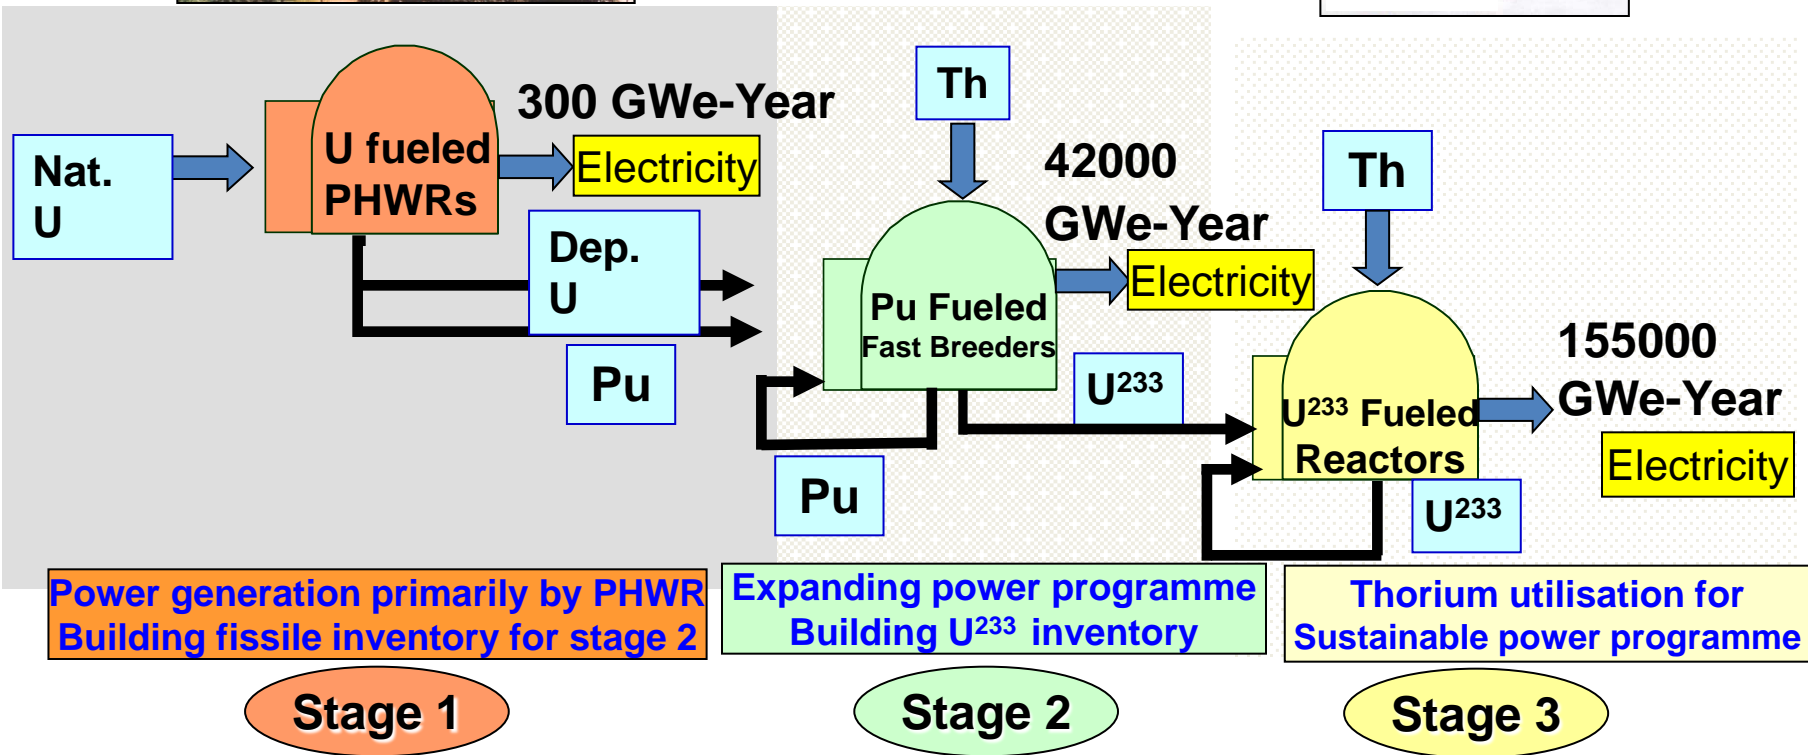 Nat.
U
U fueled
PHWRs
300 GWe-Year
Electricity
Dep.
U
Pu
Th
42000
GWe-Year
Electricity
Pu Fueled
Fast Breeders
Pu
U²³³
Th
155000
GWe-Year
Electricity
U²³³ Fueled
Reactors
U²³³
Power generation primarily by PHWR
Building fissile inventory for stage 2
Expanding power programme
Building U²³³ inventory
Thorium utilisation for
Sustainable power programme
Stage 1
Stage 2
Stage 3